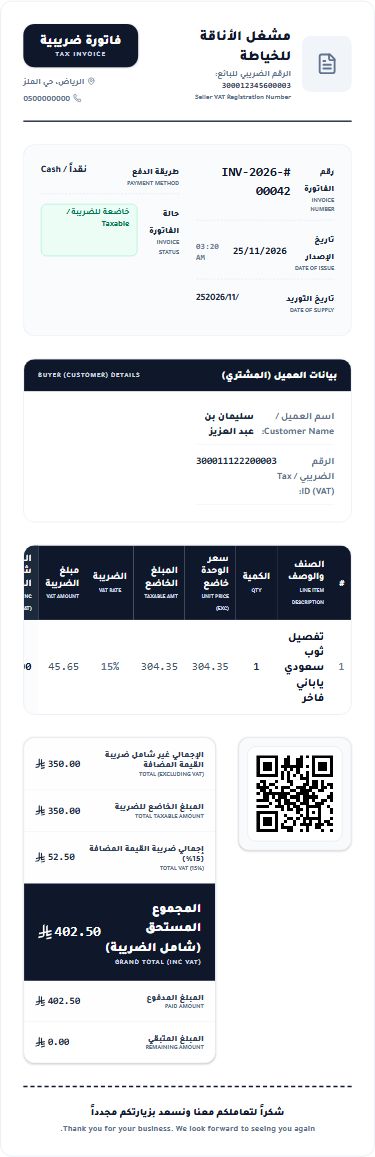 مشغل الأناقة
للخياطة
الرقم الضريبي للبائع:
300012345600003
Seller VAT Registration Number
فاتورة ضريبية
TAX INVOICE
الرياض، حي الملز
0500000000
رقم
الفاتورة
INVOICE
NUMBER
INV-2026-#
00042
تاريخ
الإصدار
DATE OF ISSUE
25/11/2026
03:20
AM
تاريخ التوريد
DATE OF SUPPLY
252026/11/
طريقة الدفع
PAYMENT METHOD
نقداً / Cash
حالة
الفاتورة
INVOICE
STATUS
خاضعة للضريبة /
Taxable
بيانات العميل (المشتري)
BUYER (CUSTOMER) DETAILS
اسم العميل /
Customer Name:
سليمان بن
عبد العزيز
الرقم
الضريبي / Tax
ID (VAT):
300011122200003
#
الصنف
والوصف
LINE ITEM
DESCRIPTION
الكمية
QTY
سعر
الوحدة
خاضع
UNIT PRICE
(EXC)
المبلغ
الخاضع
TAXABLE AMT
الضريبة
VAT RATE
مبلغ
الضريبة
VAT AMOUNT
1
تفصيل
ثوب
سعودي
ياباني
فاخر
1
304.35
304.35
15%
45.65
الإجمالي غير شامل ضريبة
القيمة المضافة
TOTAL (EXCLUDING VAT)
350.00
المبلغ الخاضع للضريبة
TOTAL TAXABLE AMOUNT
350.00
إجمالي ضريبة القيمة المضافة
(15%)
TOTAL VAT (15%)
52.50
المجموع
المستحق
(شامل الضريبة)
GRAND TOTAL (INC VAT)
402.50
المبلغ المدفوع
PAID AMOUNT
402.50
المبلغ المتبقي
REMAINING AMOUNT
0.00
شكراً لتعاملكم معنا ونسعد بزيارتكم مجدداً
Thank you for your business. We look forward to seeing you again.